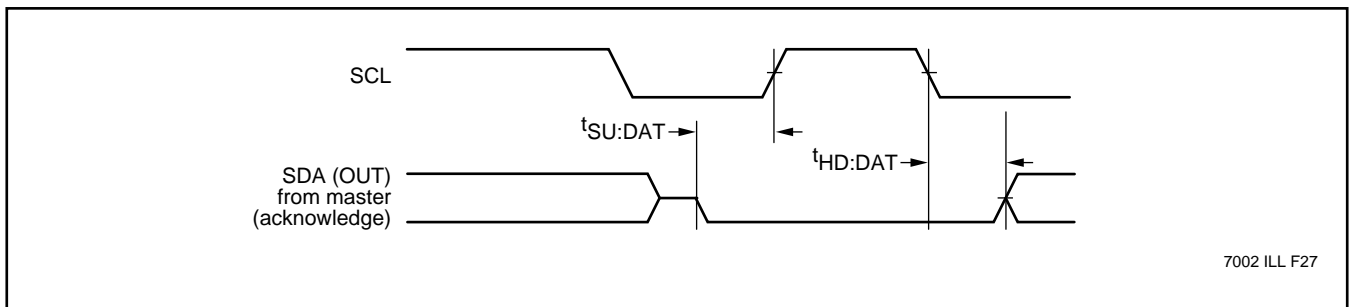 SCL
tSU:DAT
tHD:DAT
SDA (OUT)
from master
(acknowledge)
7002 ILL F27